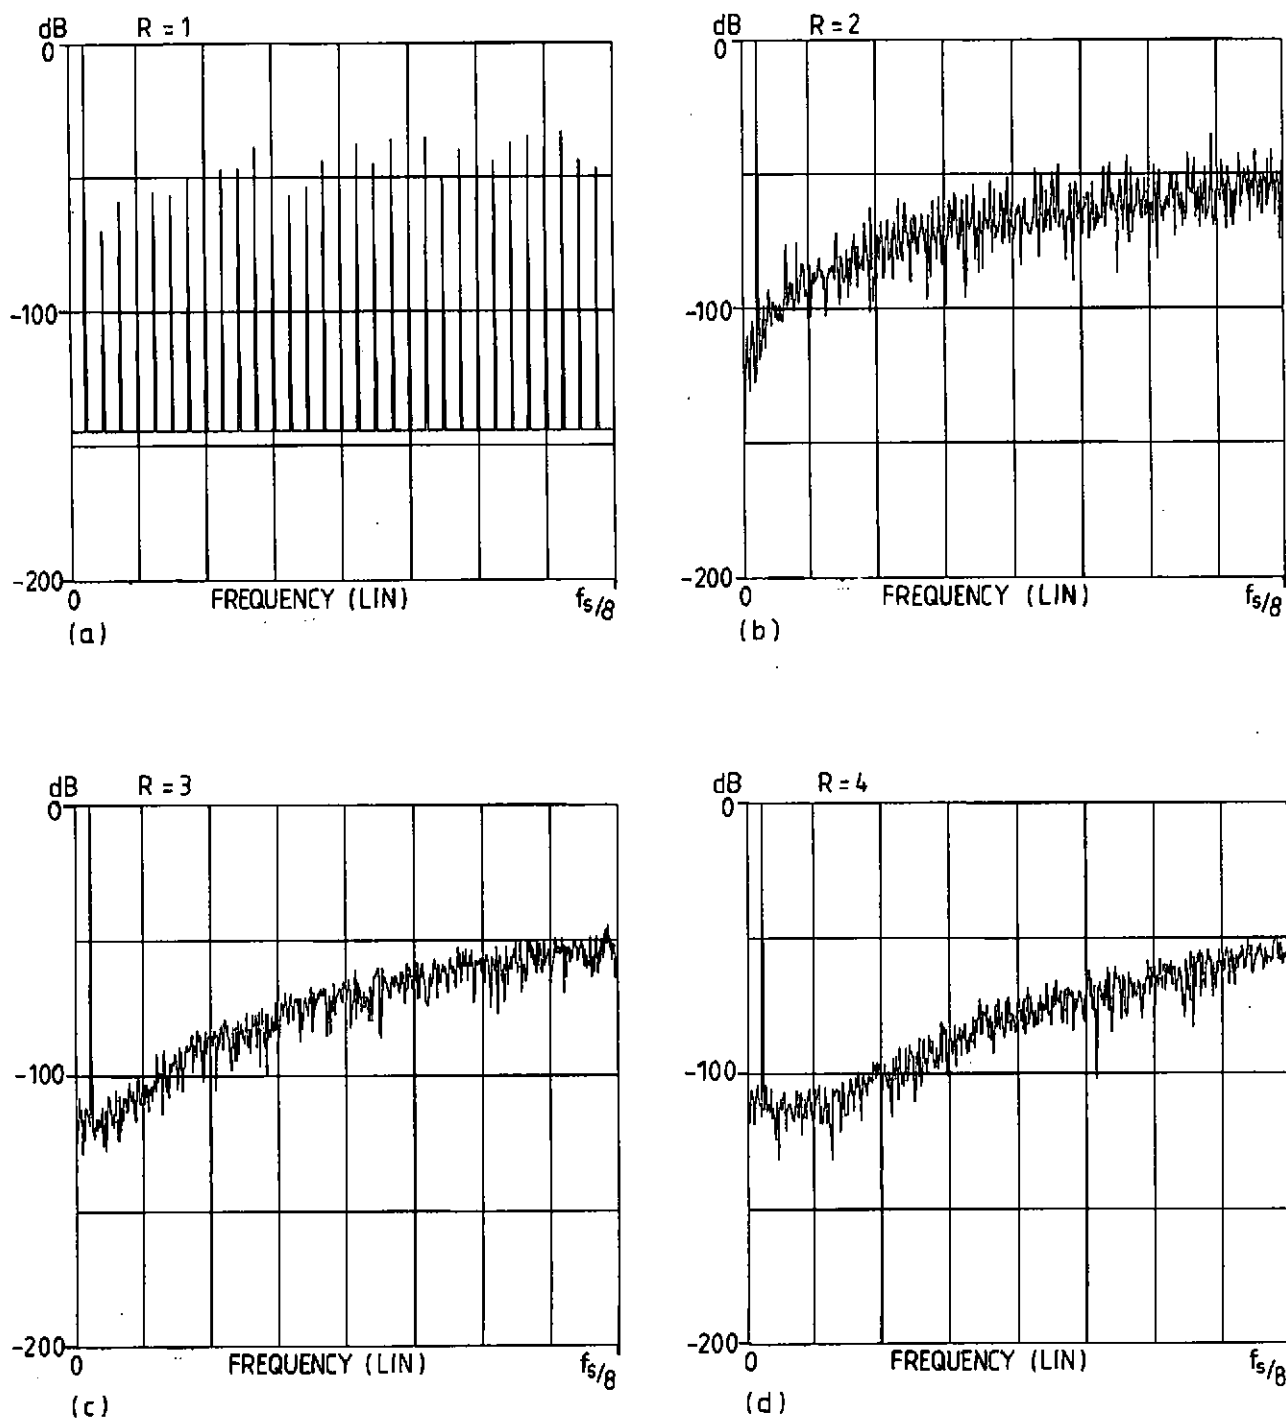 dB R = 1
0
-100
-200
0 FREQUENCY (LIN) fs/8
(a)
dB R = 2
0
-100
-200
0 FREQUENCY (LIN) fs/8
(b)
dB R = 3
0
-100
-200
0 FREQUENCY (LIN) fs/8
(c)
dB R = 4
0
-100
-200
0 FREQUENCY (LIN) fs/8
(d)